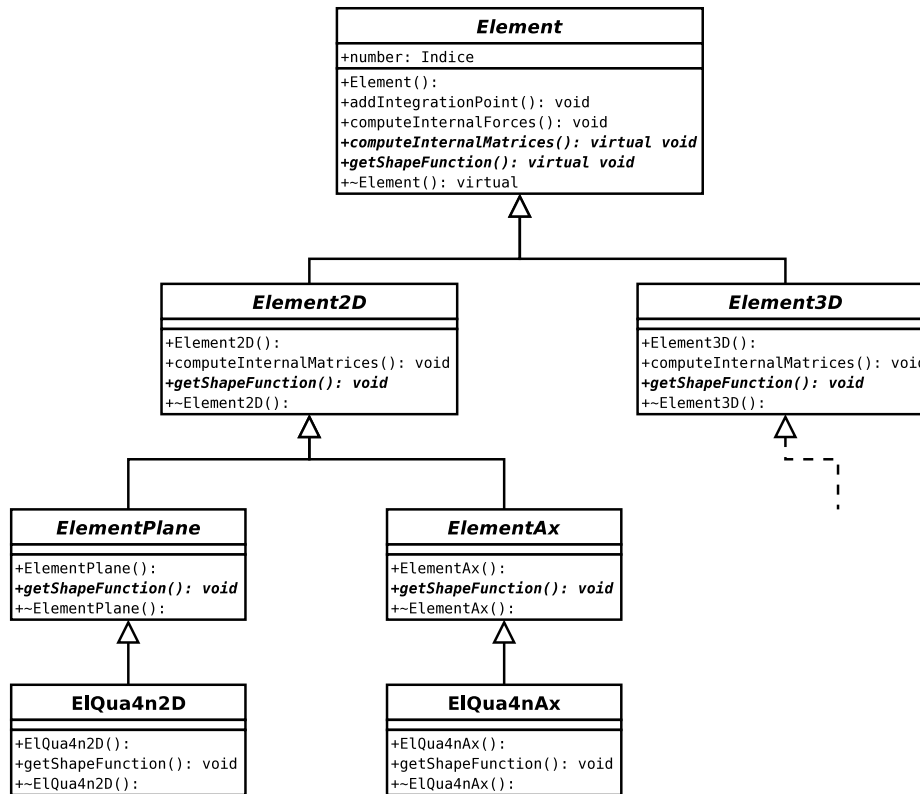 Element
+number: Indice
+Element():
+addIntegrationPoint(): void
+computeInternalForces(): void
+computeInternalMatrices(): virtual void
+getShapeFunction(): virtual void
+~Element(): virtual
Element2D
+Element2D():
+computeInternalMatrices(): void
+getShapeFunction(): void
+~Element2D():
Element3D
+Element3D():
+computeInternalMatrices(): void
+getShapeFunction(): void
+~Element3D():
ElementPlane
+ElementPlane():
+getShapeFunction(): void
+~ElementPlane():
ElementAx
+ElementAx():
+getShapeFunction(): void
+~ElementAx():
ElQua4n2D
+ElQua4n2D():
+getShapeFunction(): void
+~ElQua4n2D():
ElQua4nAx
+ElQua4nAx():
+getShapeFunction(): void
+~ElQua4nAx():